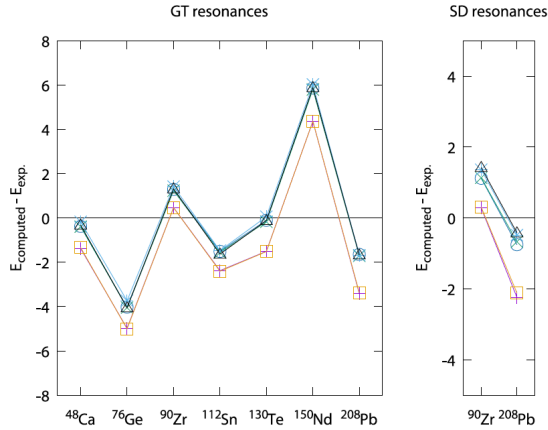 GT resonances
SD resonances
E_computed - E_exp.
8
6
4
2
0
-2
-4
-6
-8
⁴⁸Ca ⁷⁶Ge ⁹⁰Zr ¹¹²Sn ¹³⁰Te ¹⁵⁰Nd ²⁰⁸Pb
E_computed - E_exp.
4
2
0
-2
-4
⁹⁰Zr ²⁰⁸Pb